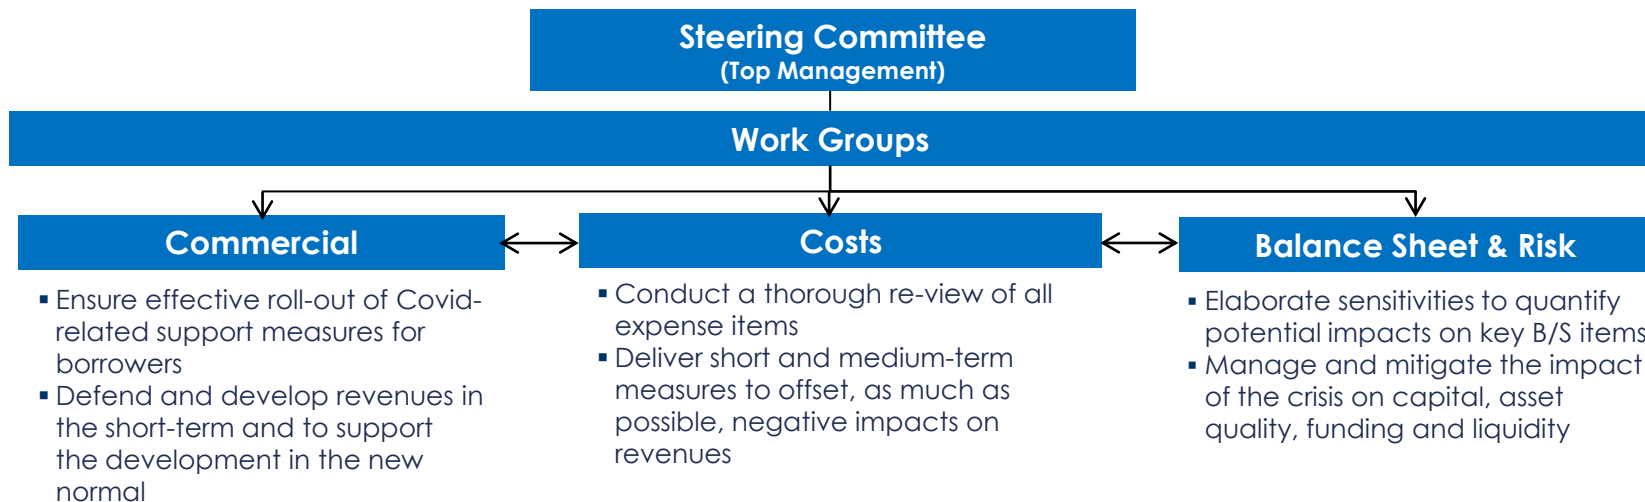 Steering Committee
(Top Management)
Work Groups
Commercial
▪ Ensure effective roll-out of Covid-
related support measures for
borrowers
▪ Defend and develop revenues in
the short-term and to support
the development in the new
normal
Costs
▪ Conduct a thorough re-view of all
expense items
▪ Deliver short and medium-term
measures to offset, as much as
possible, negative impacts on
revenues
Balance Sheet & Risk
▪ Elaborate sensitivities to quantify
potential impacts on key B/S items
▪ Manage and mitigate the impact
of the crisis on capital, asset
quality, funding and liquidity